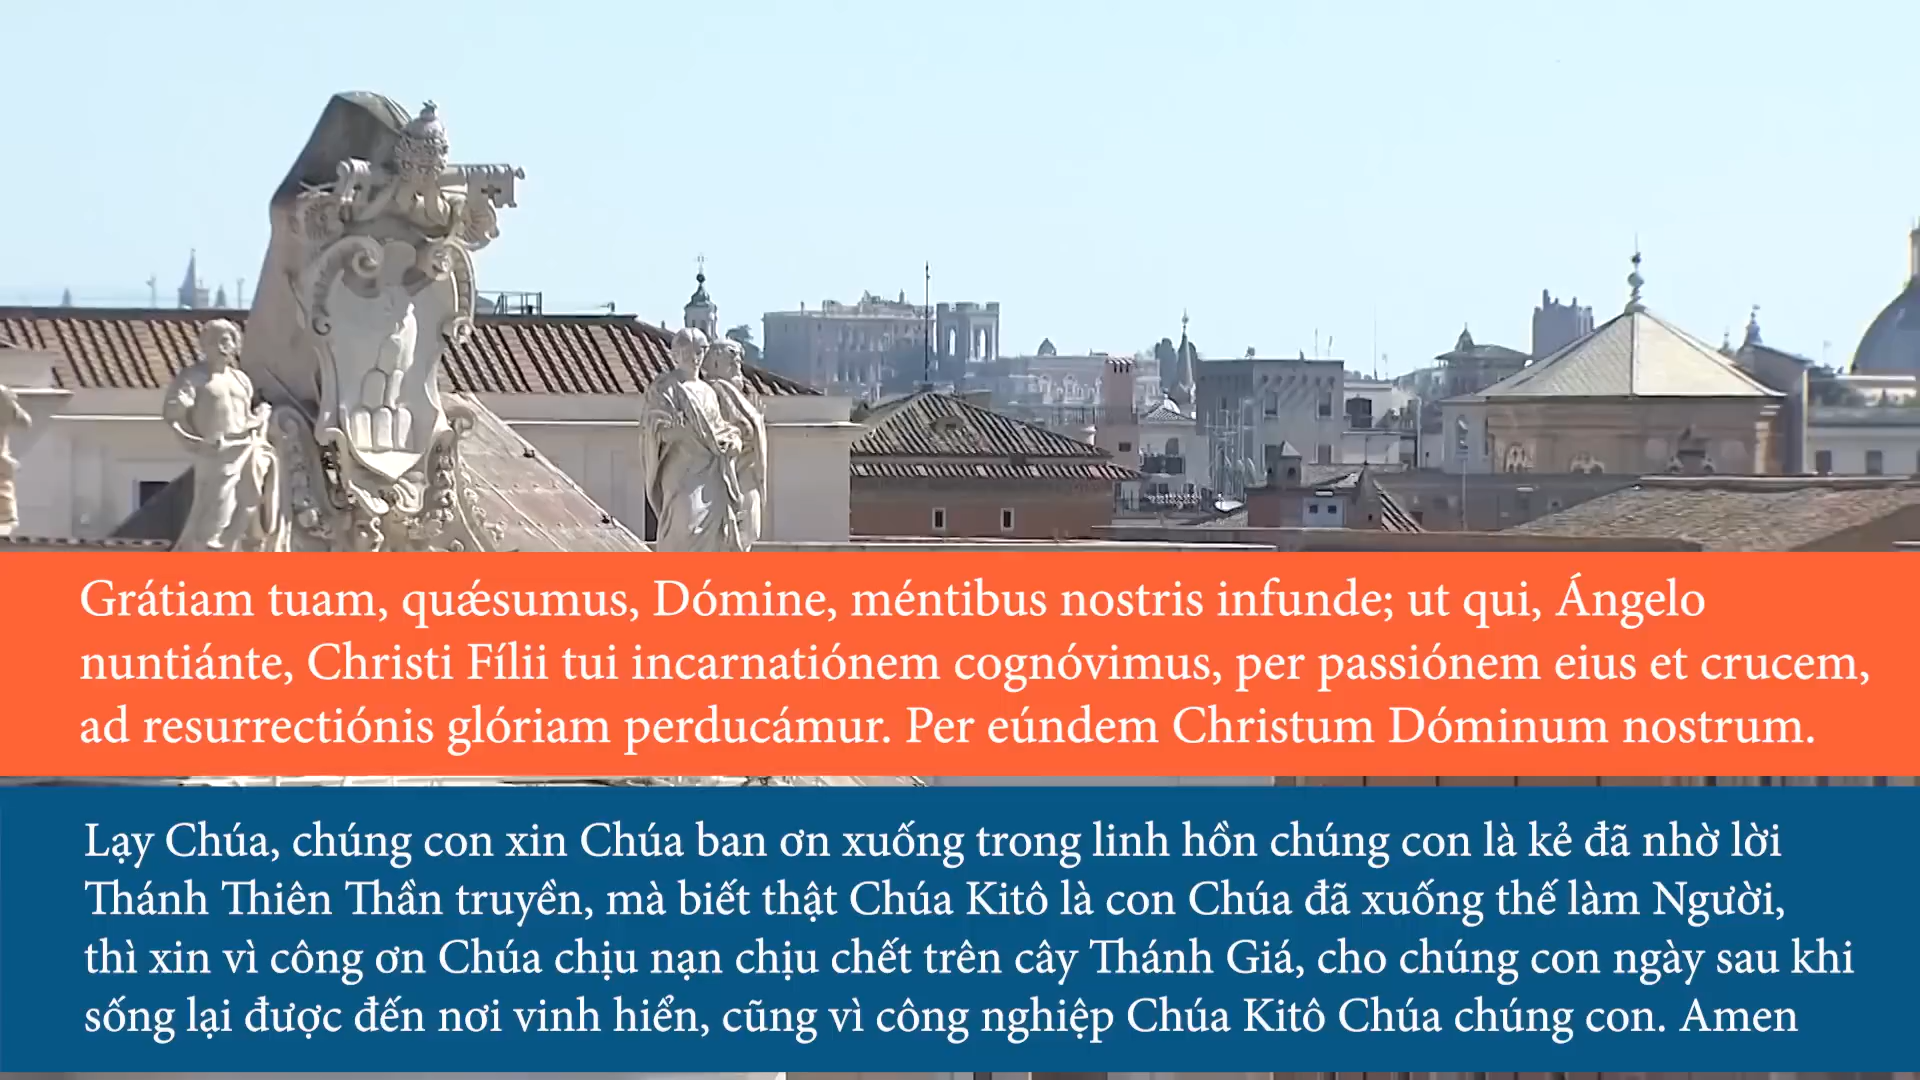 Grátiam tuam, quǽsumus, Dómine, méntibus nostris infunde; ut qui, Ángelo
nuntiánte, Christi Fílii tui incarnatiónem cognóvimus, per passiónem eius et crucem,
ad resurrectiónis glóriam perducámur. Per eúndem Christum Dóminum nostrum.
Lạy Chúa, chúng con xin Chúa ban ơn xuống trong linh hồn chúng con là kẻ đã nhờ lời
Thánh Thiên Thần truyền, mà biết thật Chúa Kitô là con Chúa đã xuống thế làm Người,
thì xin vì công ơn Chúa chịu nạn chịu chết trên cây Thánh Giá, cho chúng con ngày sau khi
sống lại được đến nơi vinh hiển, cũng vì công nghiệp Chúa Kitô Chúa chúng con. Amen